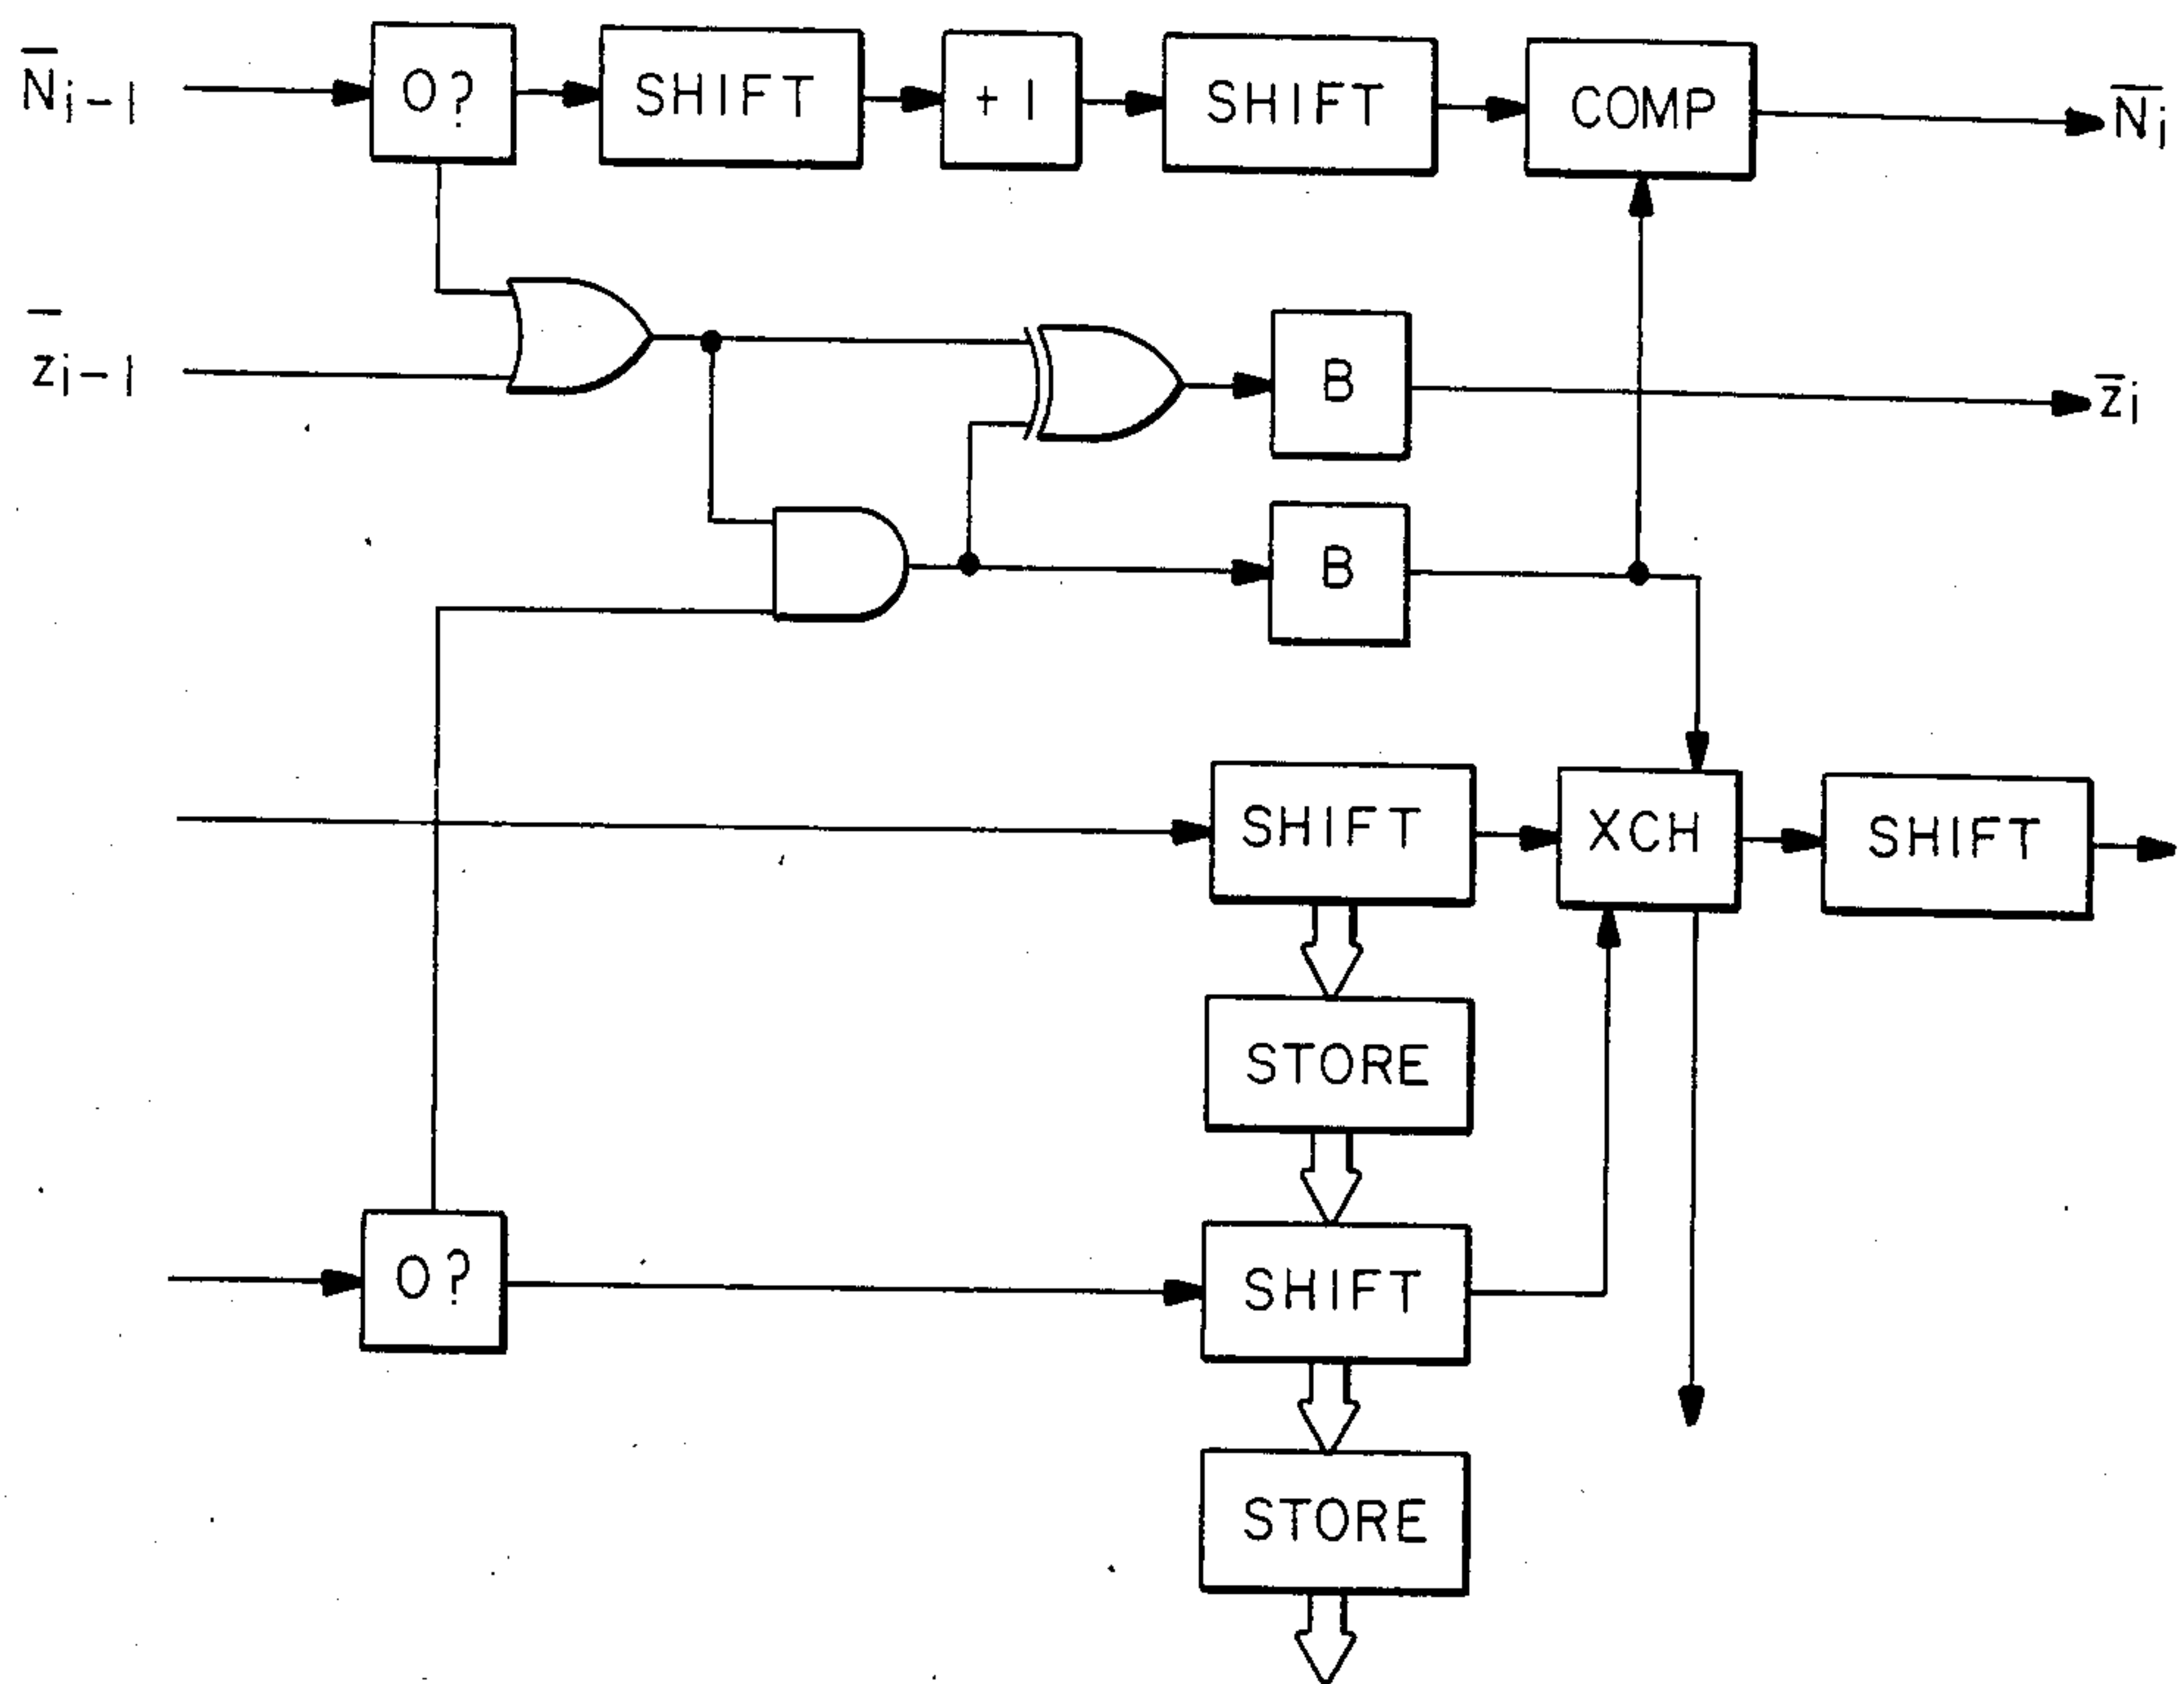 N̅i-1
O?
SHIFT
+1
SHIFT
COMP
N̅i
z̅i-1
B
z̅i
B
SHIFT
XCH
SHIFT
STORE
O?
SHIFT
STORE